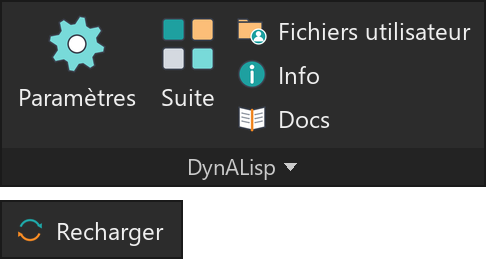 Paramètres
Suite
Fichiers utilisateur
Info
Docs
DynALisp
Recharger